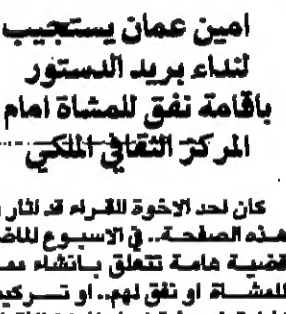 امين عمان يستجيب
لنداء بريد الدستور
باقامة نفق للمشاة امام
المركز الثقافي الملكي
كان احد الاخوة القراء قد اثار
هذه الصفحة.. في الاسبوع الماضي
قضية هامة تتعلق بانشاء
للمشاة او نفق لهم.. او تركيب